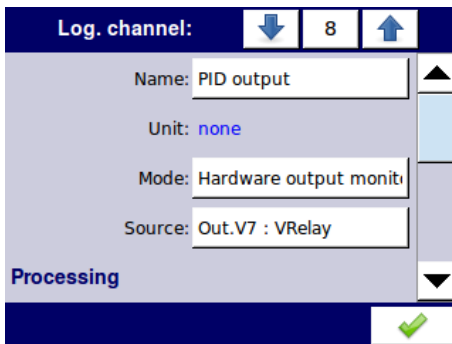 Log. channel: 8
Name: PID output
Unit: none
Mode: Hardware output monit
Source: Out.V7 : VRelay
Processing